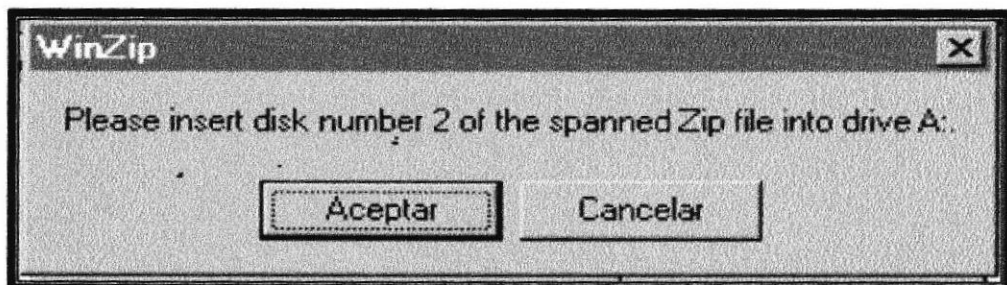 WinZip
Please insert disk number 2 of the spanned Zip file into drive A:.
Aceptar Cancelar